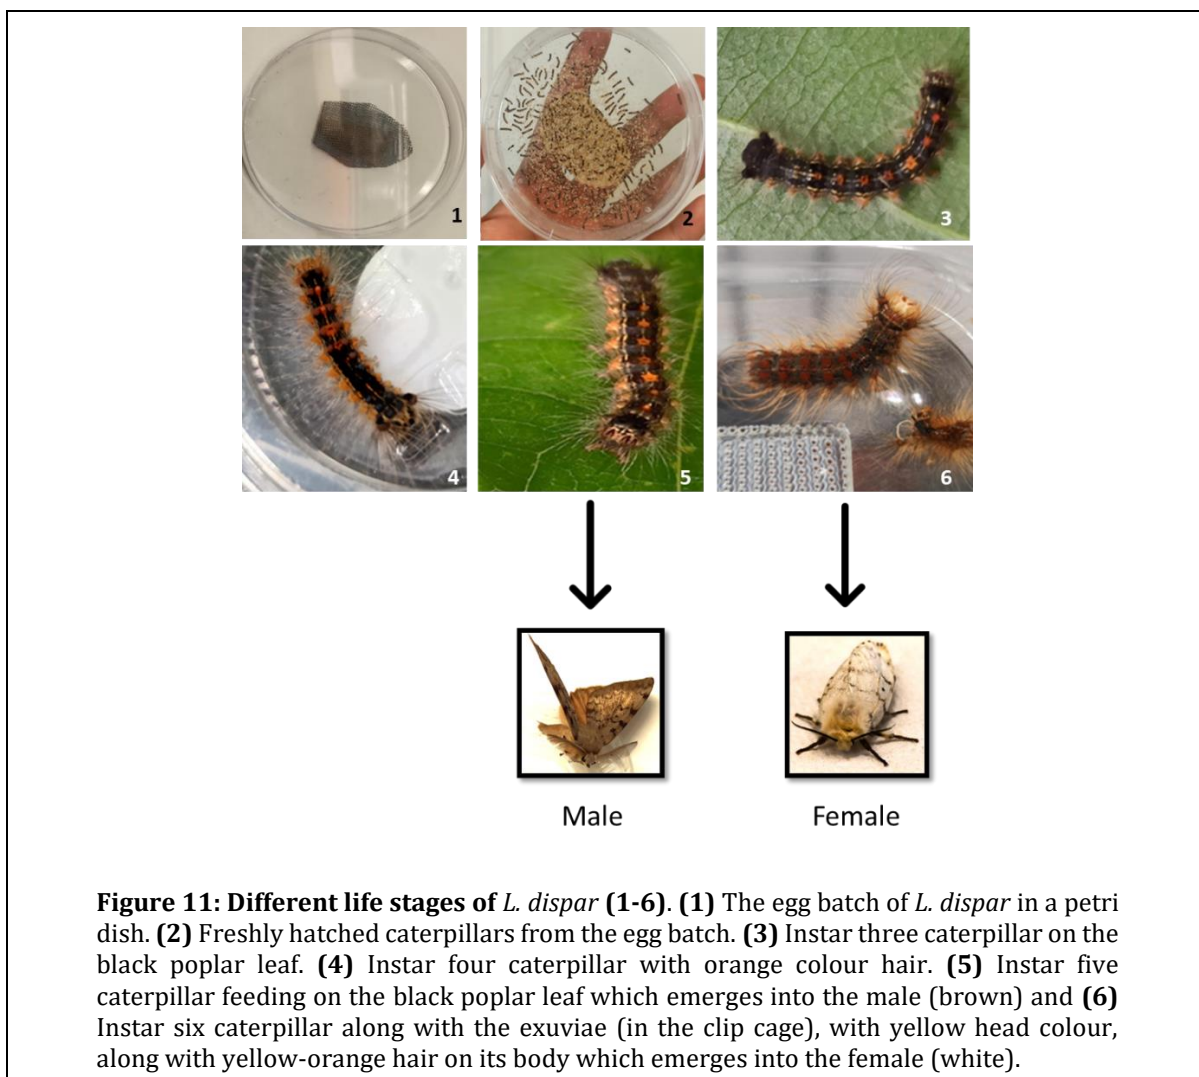 1
2
3
4
5
6
Male
Female
Figure 11: Different life stages of L. dispar (1-6). (1) The egg batch of L. dispar in a petri
dish. (2) Freshly hatched caterpillars from the egg batch. (3) Instar three caterpillar on the
black poplar leaf. (4) Instar four caterpillar with orange colour hair. (5) Instar five
caterpillar feeding on the black poplar leaf which emerges into the male (brown) and (6)
Instar six caterpillar along with the exuviae (in the clip cage), with yellow head colour,
along with yellow-orange hair on its body which emerges into the female (white).